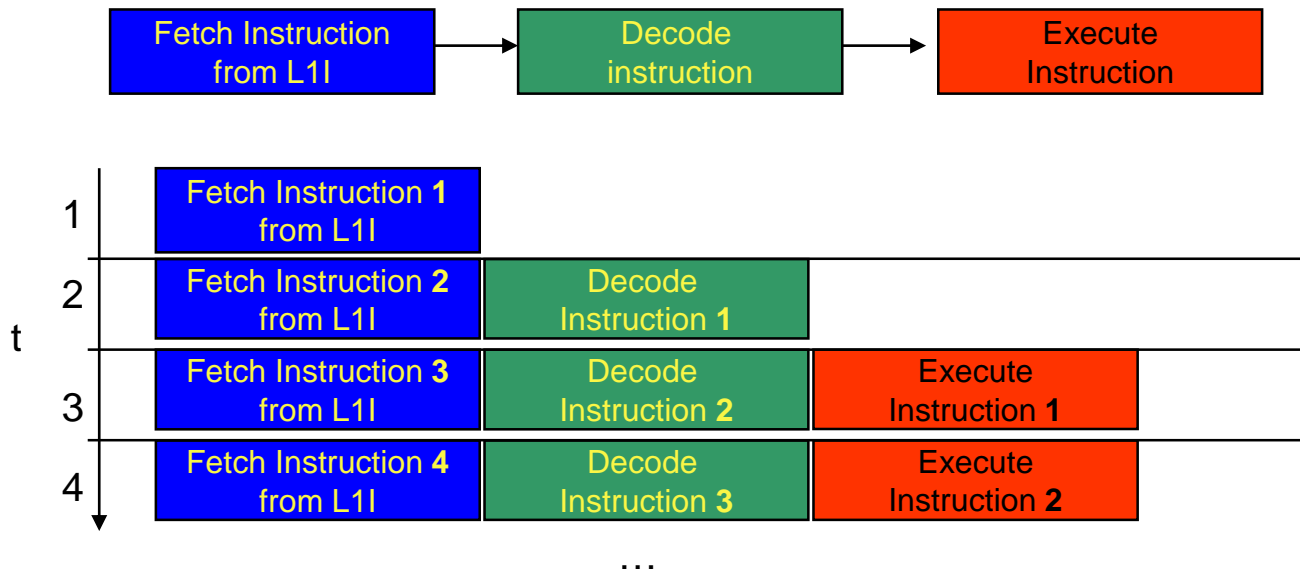 Fetch Instruction
from L1I
Decode
instruction
Execute
Instruction
t
1
Fetch Instruction 1
from L1I
2
Fetch Instruction 2
from L1I
Decode
Instruction 1
3
Fetch Instruction 3
from L1I
Decode
Instruction 2
Execute
Instruction 1
4
Fetch Instruction 4
from L1I
Decode
Instruction 3
Execute
Instruction 2
...